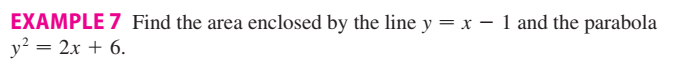 EXAMPLE 7 Find the area enclosed by the line y = x − 1 and the parabola
y² = 2x + 6.